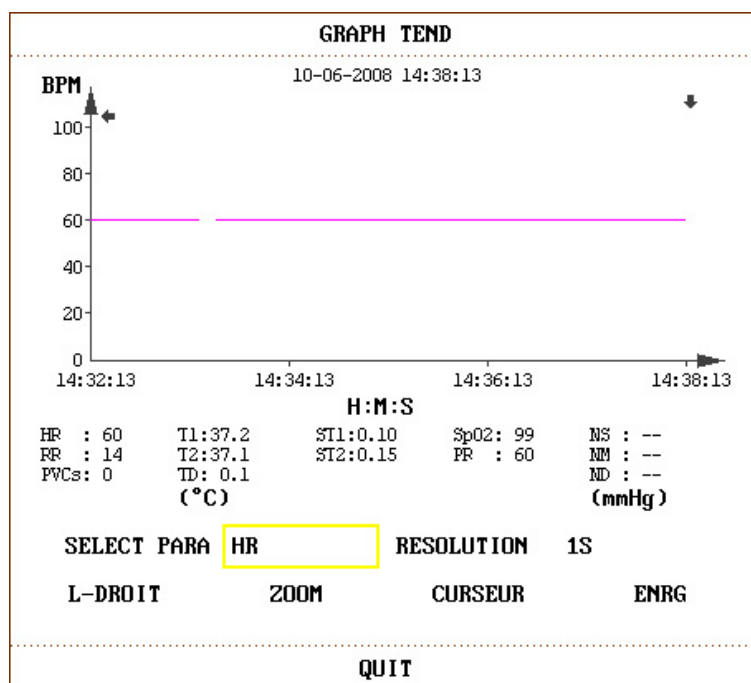 GRAPH TEND
10-06-2008 14:38:13
BPM
100
80
60
40
20
0
14:32:13 14:34:13 14:36:13 14:38:13
H:M:S
HR : 60 T1:37.2 ST1:0.10 SpO2: 99 NS : --
RR : 14 T2:37.1 ST2:0.15 PR : 60 NM : --
PVCs: 0 TD: 0.1 ND : --
(°C) (mmHg)
SELECT PARA HR RESOLUTION 1S
L-DROIT ZOOM CURSEUR ENRG
QUIT